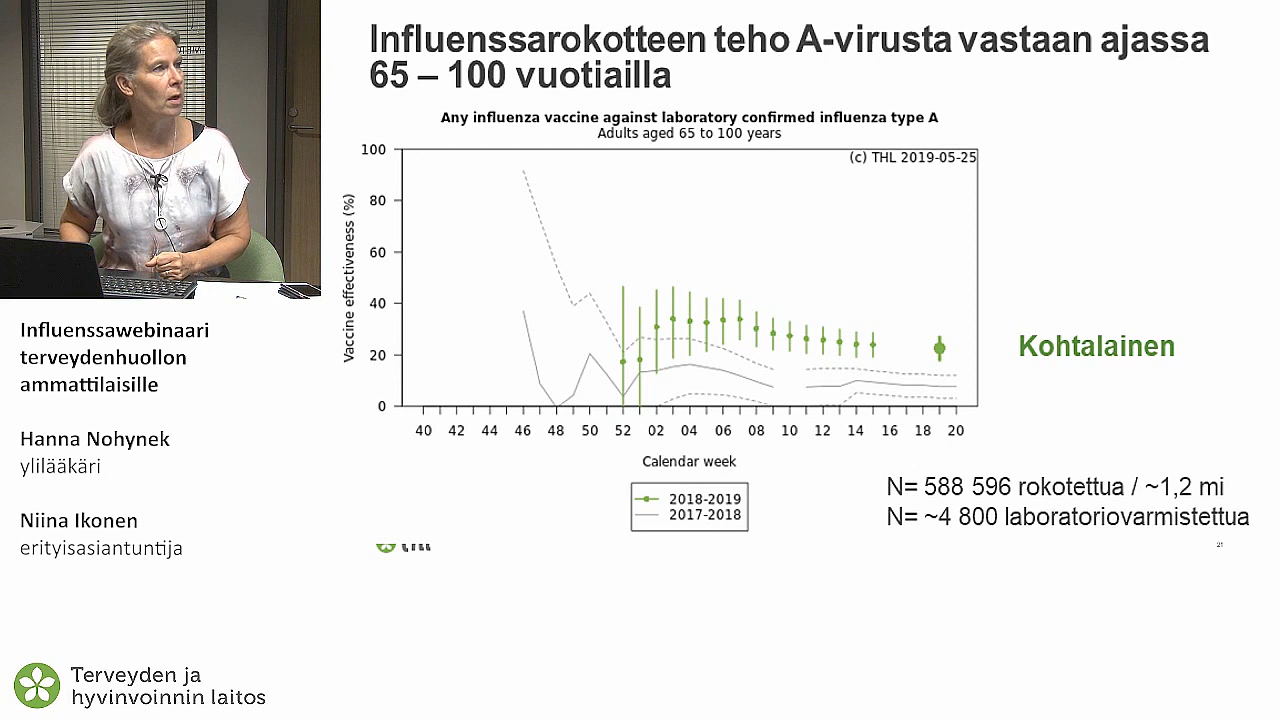 Influenssarokotteen teho A-virusta vastaan ajassa
65 – 100 vuotiailla
Any influenza vaccine against laboratory confirmed influenza type A
Adults aged 65 to 100 years
(c) THL 2019-05-25
Vaccine effectiveness (%)
100
80
60
40
20
0
40 42 44 46 48 50 52 02 04 06 08 10 12 14 16 18 20
Calendar week
2018-2019
2017-2018
Kohtalainen
N= 588 596 rokotettua / ~1,2 mi
N= ~4 800 laboratoriovarmistettua
Influenssawebinaari
terveydenhuollon
ammattilaisille
Hanna Nohynek
ylilääkäri
Niina Ikonen
erityisasiantuntija
Terveyden ja
hyvinvoinnin laitos